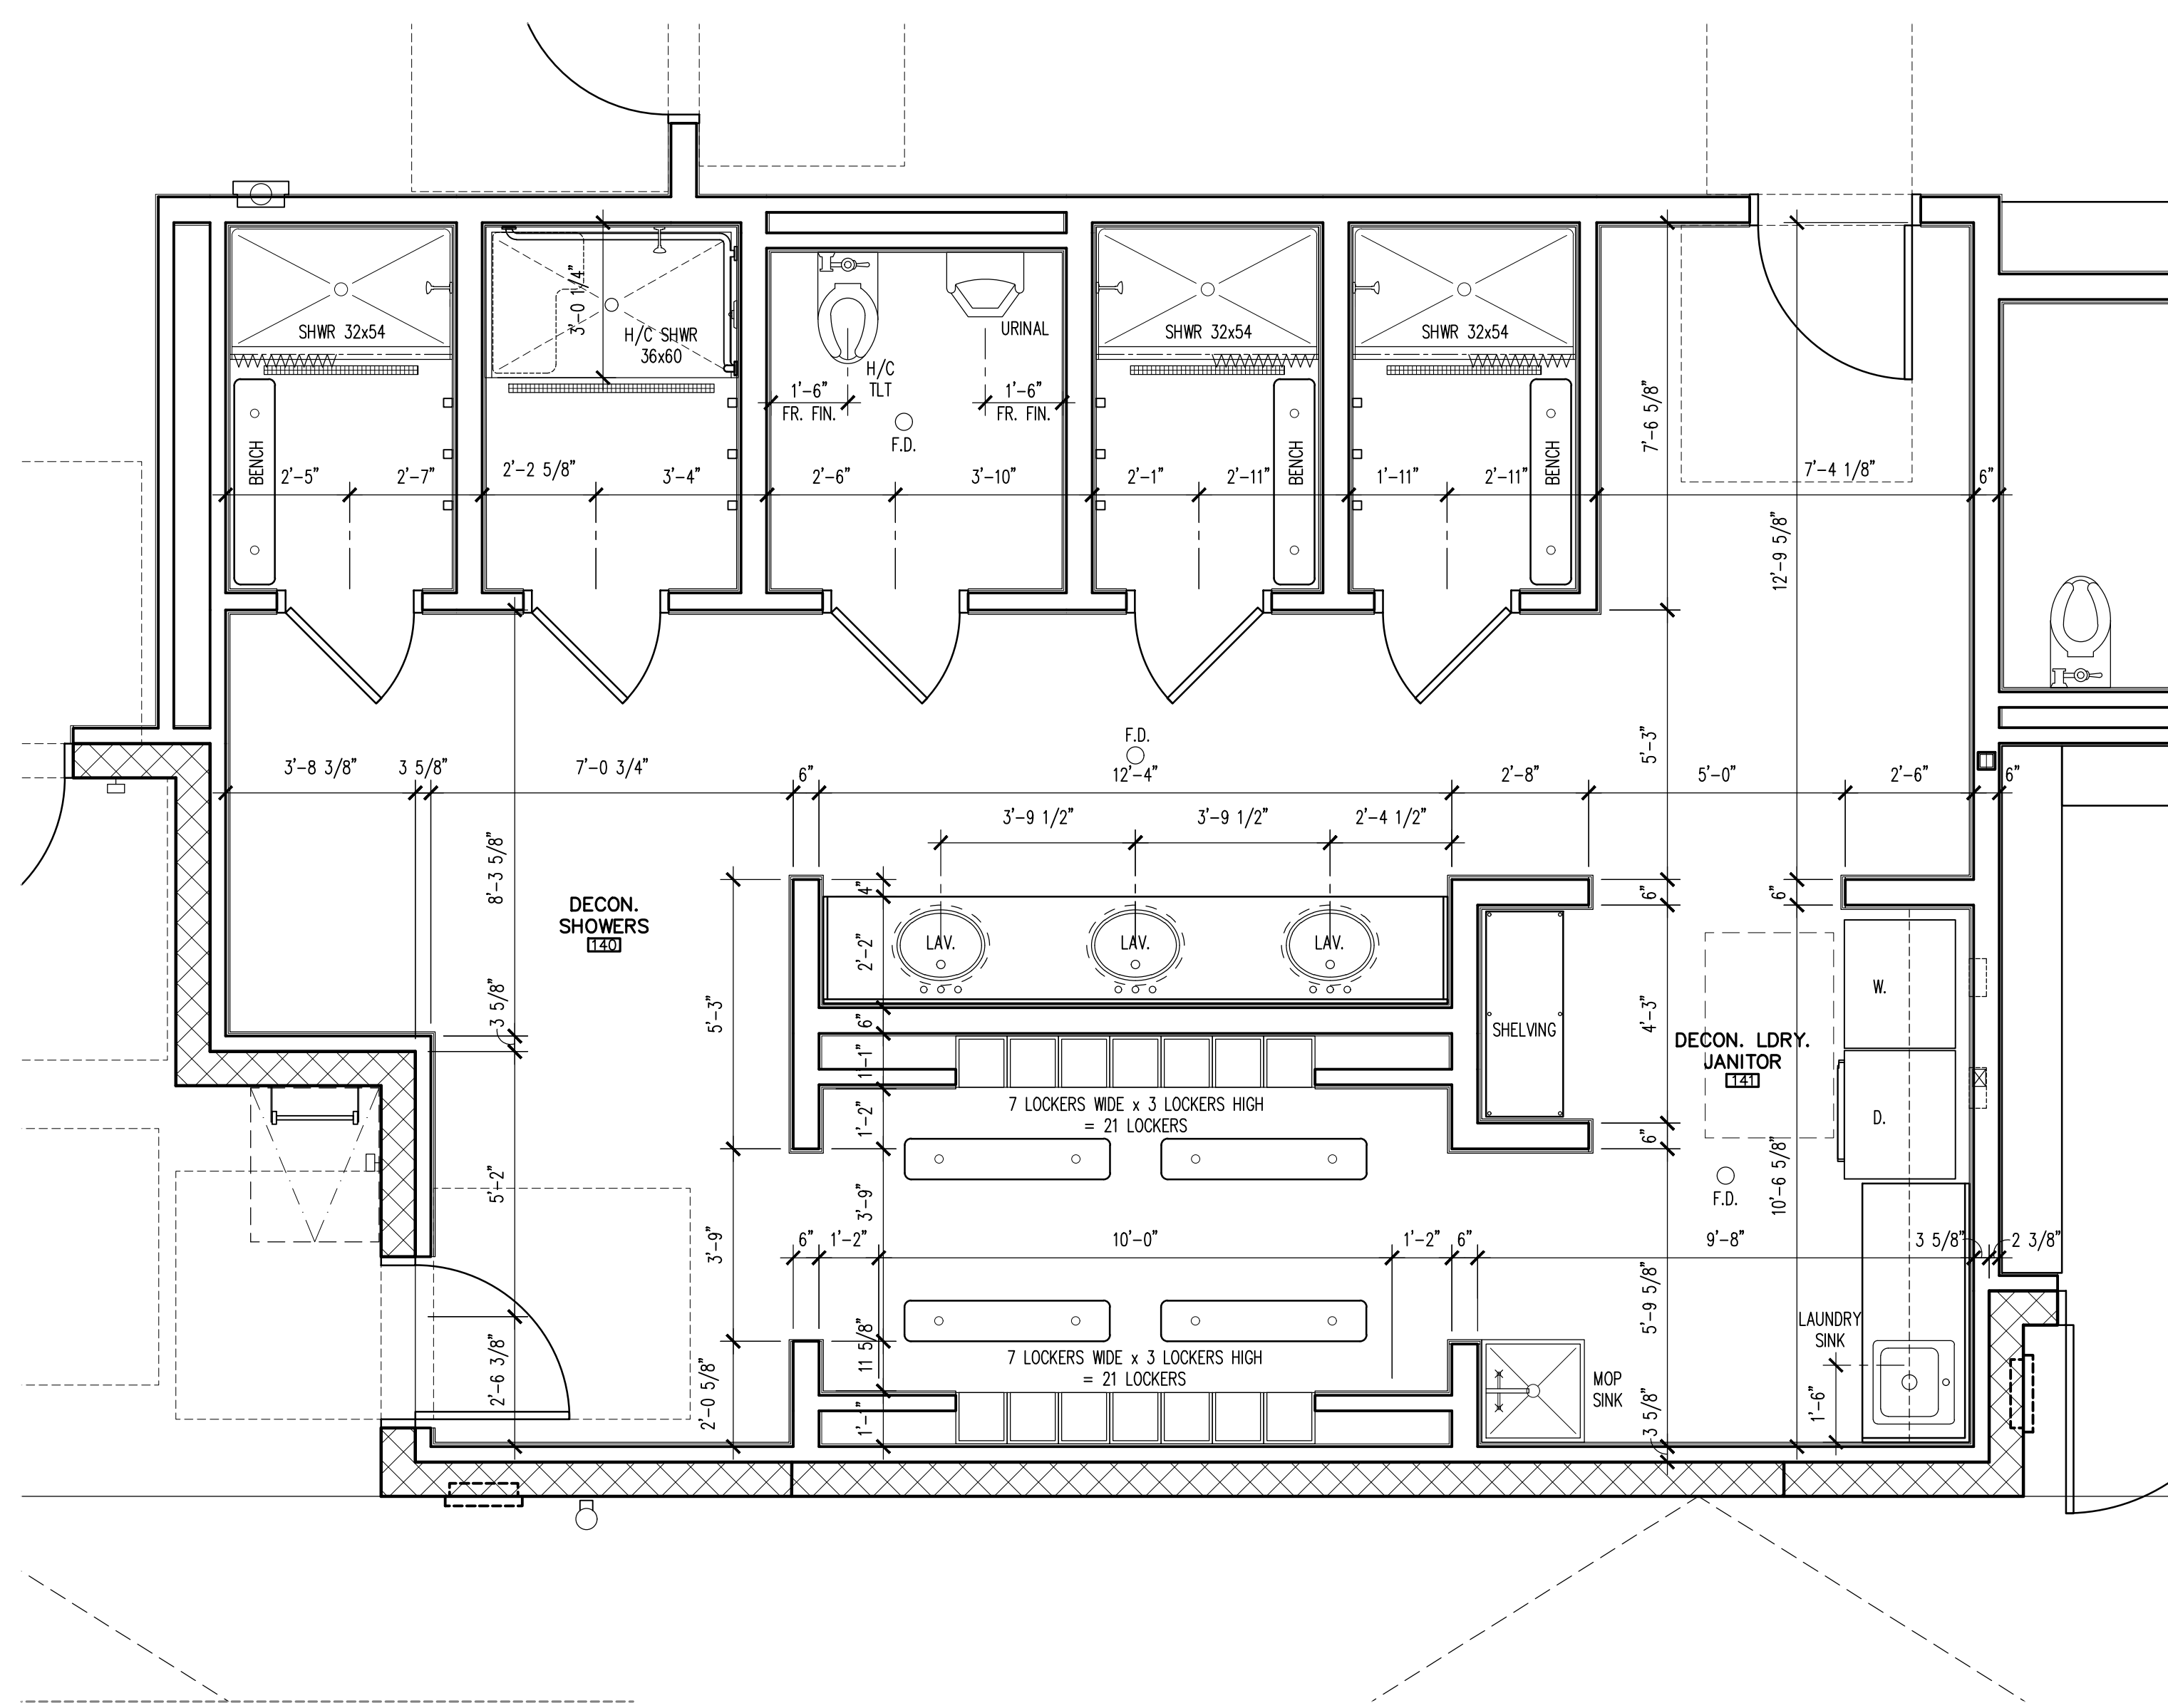 3'-0 1/4"
SHWR 32x54
H/C SHWR
36x60
URINAL
SHWR 32x54
SHWR 32x54
H/C
TLT
1'-6"
FR. FIN.
1'-6"
FR. FIN.
F.D.
7'-6 5/8"
BENCH
2'-5"
2'-7"
2'-2 5/8"
3'-4"
2'-6"
3'-10"
2'-1"
2'-11"
BENCH
1'-11"
2'-11"
BENCH
7'-4 1/8"
6"
12'-9 5/8"
F.D.
5'-3"
3'-8 3/8"
3 5/8"
7'-0 3/4"
6"
12'-4"
2'-8"
5'-0"
2'-6"
6"
3'-9 1/2"
3'-9 1/2"
2'-4 1/2"
8'-3 5/8"
4"
6"
6"
DECON.
SHOWERS
140
2'-2"
LAV.
LAV.
LAV.
W.
3 5/8"
5'-3"
6"
4'-3"
SHELVING
DECON. LDRY.
JANITOR
141
1'-1"
7 LOCKERS WIDE x 3 LOCKERS HIGH
= 21 LOCKERS
1'-2"
D.
6"
5'-2"
10'-6 5/8"
F.D.
3'-9"
3'-9"
6"
1'-2"
10'-0"
1'-2"
6"
9'-8"
3 5/8"
2 3/8"
5'-9 5/8"
LAUNDRY
SINK
2'-6 3/8"
11 5/8"
7 LOCKERS WIDE x 3 LOCKERS HIGH
= 21 LOCKERS
2'-0 5/8"
MOP
SINK
1'-6"
1'-1"
3 5/8"